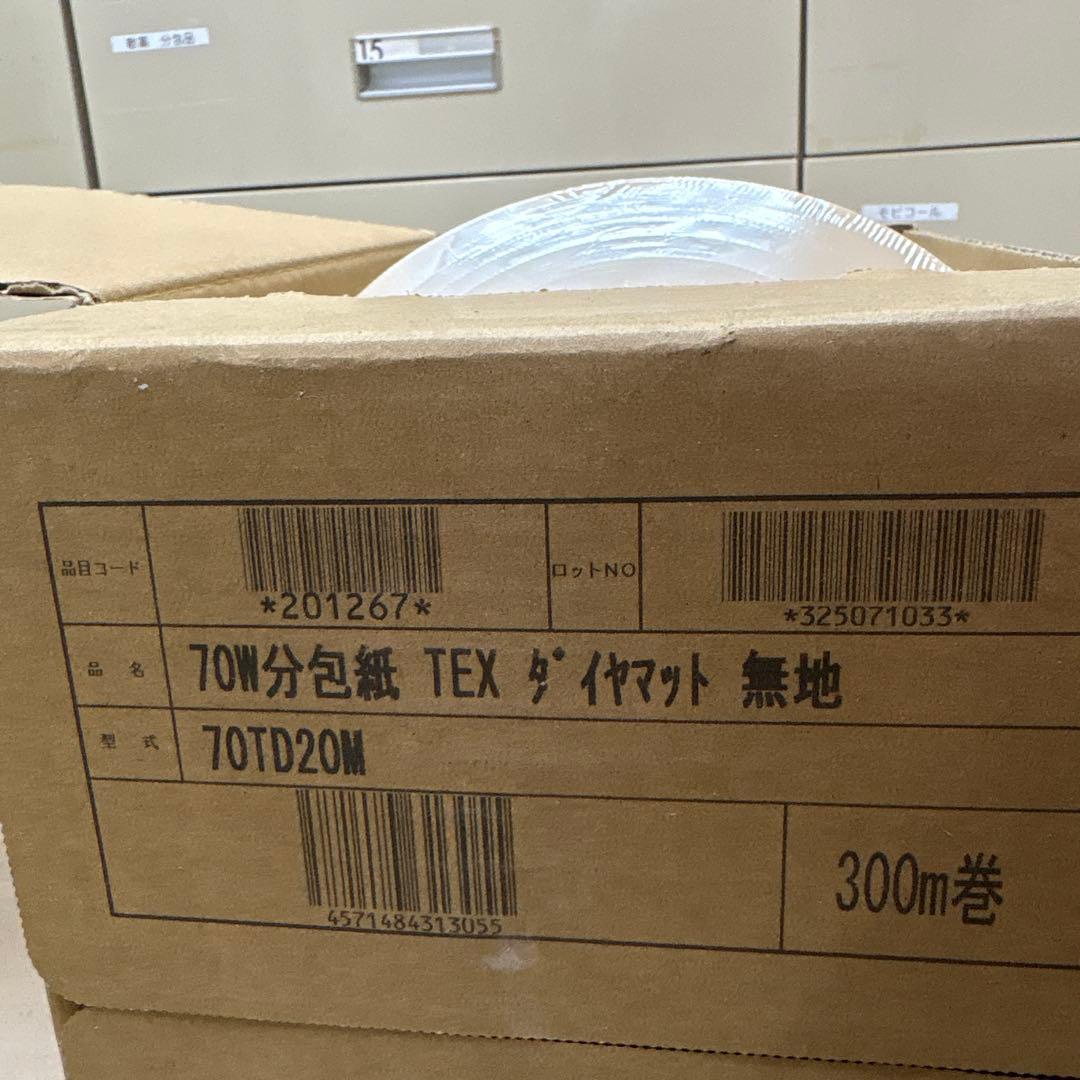 散薬 分包品
15
モビコール
品目コード
*201267*
ロットNO
*325071033*
品 名
70W分包紙 TEX ダイヤマット 無地
型 式
70TD20M
4571484313055
300m巻